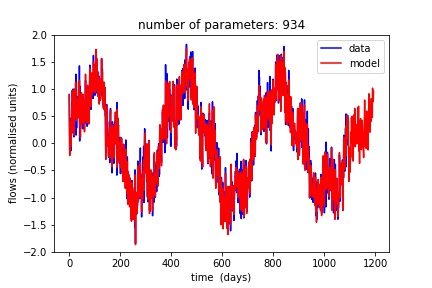 number of parameters: 934
2.0
1.5
1.0
0.5
0.0
−0.5
−1.0
−1.5
−2.0
flows (normalised units)
data
model
0 200 400 600 800 1000 1200
time (days)